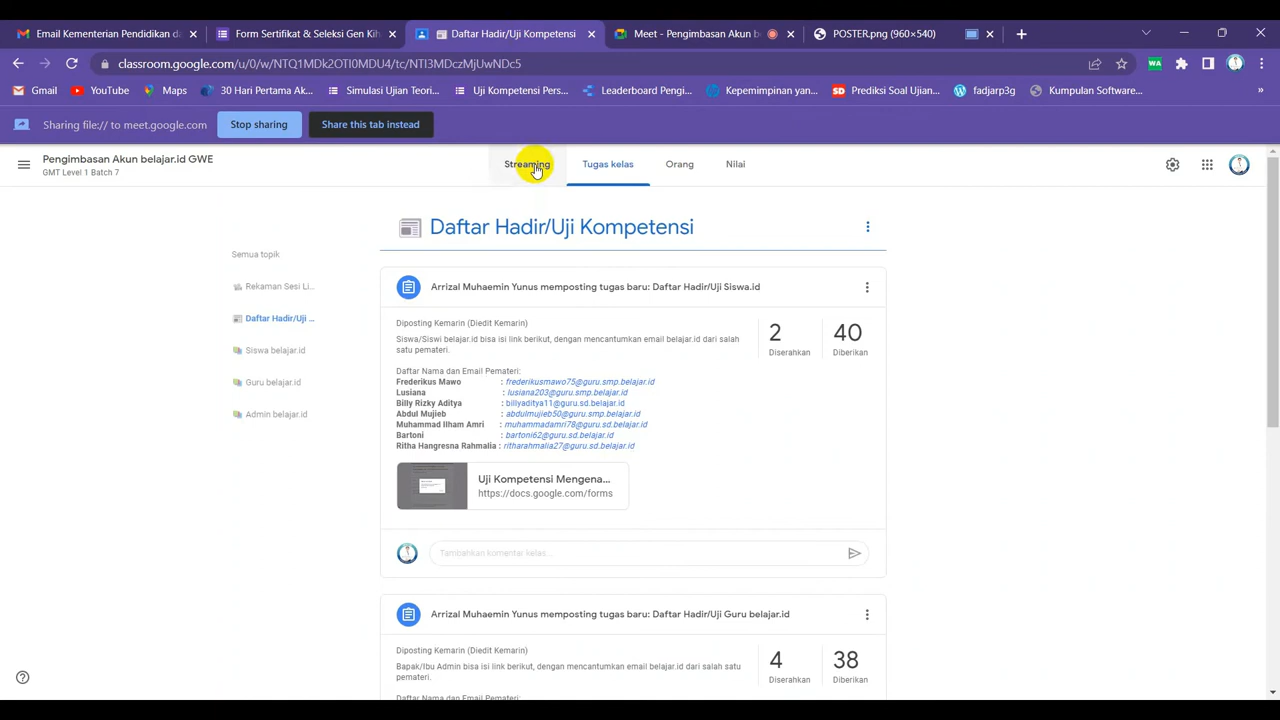 Email Kementerian Pendidikan da
Form Sertifikat & Seleksi Gen Kih
Daftar Hadir/Uji Kompetensi
Meet - Pengimbasan Akun b
POSTER.png (960×540)
classroom.google.com/u/0/w/NTQ1MDk2OTI0MDU4/tc/NTI3MDczMjUwNDc5
WA
Gmail
YouTube
Maps
30 Hari Pertama Ak...
Simulasi Ujian Teori...
Uji Kompetensi Pers...
Leaderboard Pengi...
Kepemimpinan yan...
SD Prediksi Soal Ujian...
fadjarp3g
Kumpulan Software...
»
Sharing file:// to meet.google.com
Stop sharing
Share this tab instead
Pengimbasan Akun belajar.id GWE
GMT Level 1 Batch 7
Streaming
Tugas kelas
Orang
Nilai
Daftar Hadir/Uji Kompetensi
Semua topik
Rekaman Sesi Li...
Daftar Hadir/Uji ...
Siswa belajar.id
Guru belajar.id
Admin belajar.id
Arrizal Muhaemin Yunus memposting tugas baru: Daftar Hadir/Uji Siswa.id
Diposting Kemarin (Diedit Kemarin)
Siswa/Siswi belajar.id bisa isi link berikut, dengan mencantumkan email belajar.id dari salah
satu pemateri.
2
Diserahkan
40
Diberikan
Daftar Nama dan Email Pemateri:
Frederikus Mawo : frederikusmawo75@guru.smp.belajar.id
Lusiana : lusiana203@guru.smp.belajar.id
Billy Rizky Aditya : billyaditya11@guru.sd.belajar.id
Abdul Mujieb : abdulmujieb50@guru.smp.belajar.id
Muhammad Ilham Amri : muhammadamri78@guru.sd.belajar.id
Bartoni : bartoni62@guru.sd.belajar.id
Ritha Hangresna Rahmalia : ritharahmalia27@guru.sd.belajar.id
Uji Kompetensi Mengena...
https://docs.google.com/forms
Tambahkan komentar kelas...
Arrizal Muhaemin Yunus memposting tugas baru: Daftar Hadir/Uji Guru belajar.id
Diposting Kemarin (Diedit Kemarin)
Bapak/Ibu Admin bisa isi link berikut, dengan mencantumkan email belajar.id dari salah satu
pemateri.
4
Diserahkan
38
Diberikan
Daftar Nama dan Email Pemateri: